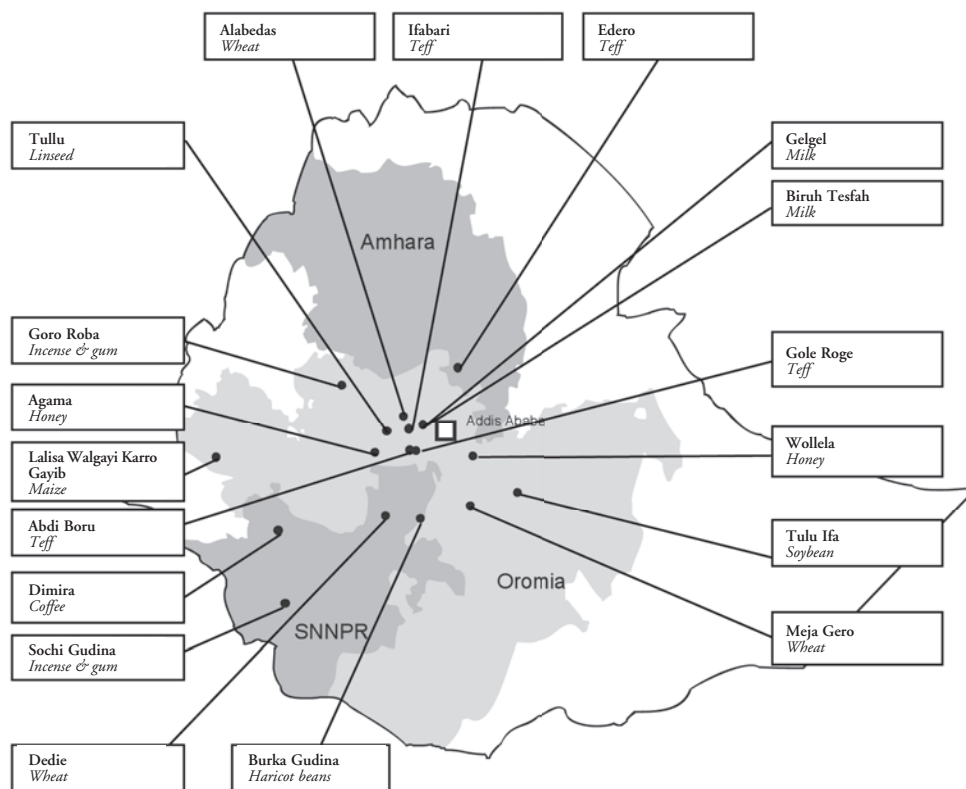 Alabedas
Wheat
Ifabari
Teff
Edero
Teff
Tullu
Linseed
Gelgel
Milk
Biruh Tesfah
Milk
Amhara
Goro Roba
Incense & gum
Gole Roge
Teff
Agama
Honey
Addis Abebe
Wollela
Honey
Lalisa Walgayi Karro
Gayib
Maize
Abdi Boru
Teff
Tulu Ifa
Soybean
Dimira
Coffee
Oromia
SNNPR
Meja Gero
Wheat
Sochi Gudina
Incense & gum
Dedie
Wheat
Burka Gudina
Haricot beans